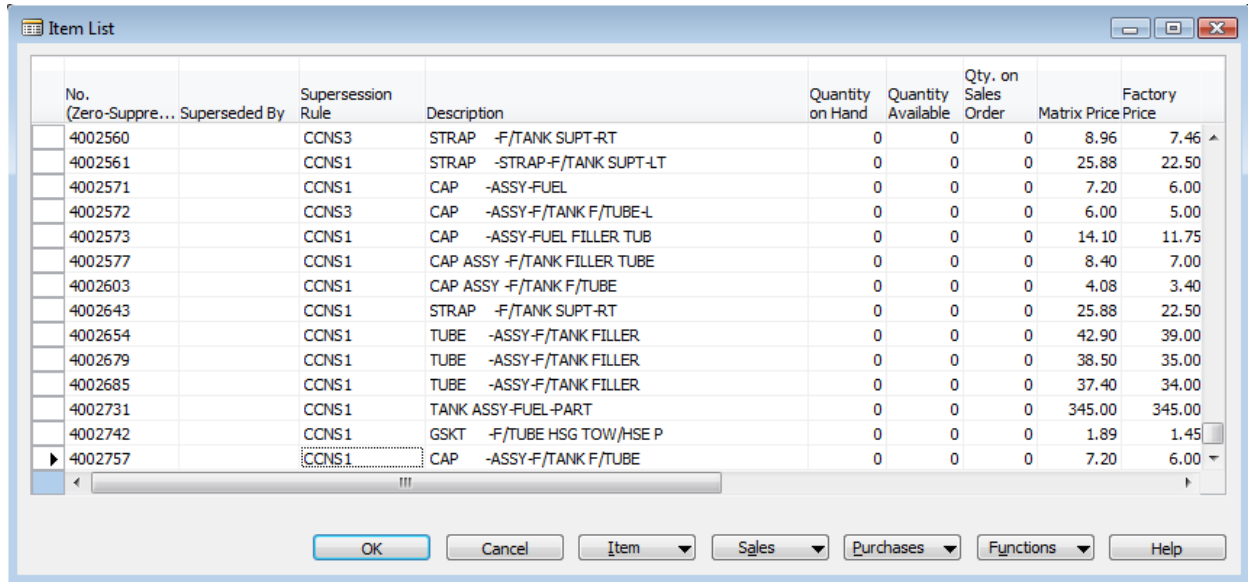 Item List
No. (Zero-Suppre... Superseded By Supersession Rule Description Quantity on Hand Quantity Available Qty. on Sales Order Matrix Price Factory Price
4002560 CCNS3 STRAP -F/TANK SUPT-RT 0 0 0 8.96 7.46
4002561 CCNS1 STRAP -STRAP-F/TANK SUPT-LT 0 0 0 25.88 22.50
4002571 CCNS1 CAP -ASSY-FUEL 0 0 0 7.20 6.00
4002572 CCNS3 CAP -ASSY-F/TANK F/TUBE-L 0 0 0 6.00 5.00
4002573 CCNS1 CAP -ASSY-FUEL FILLER TUB 0 0 0 14.10 11.75
4002577 CCNS1 CAP ASSY -F/TANK FILLER TUBE 0 0 0 8.40 7.00
4002603 CCNS1 CAP ASSY -F/TANK F/TUBE 0 0 0 4.08 3.40
4002643 CCNS1 STRAP -F/TANK SUPT-RT 0 0 0 25.88 22.50
4002654 CCNS1 TUBE -ASSY-F/TANK FILLER 0 0 0 42.90 39.00
4002679 CCNS1 TUBE -ASSY-F/TANK FILLER 0 0 0 38.50 35.00
4002685 CCNS1 TUBE -ASSY-F/TANK FILLER 0 0 0 37.40 34.00
4002731 CCNS1 TANK ASSY-FUEL-PART 0 0 0 345.00 345.00
4002742 CCNS1 GSKT -F/TUBE HSG TOW/HSE P 0 0 0 1.89 1.45
4002757 CCNS1 CAP -ASSY-F/TANK F/TUBE 0 0 0 7.20 6.00
OK Cancel Item Sales Purchases Functions Help